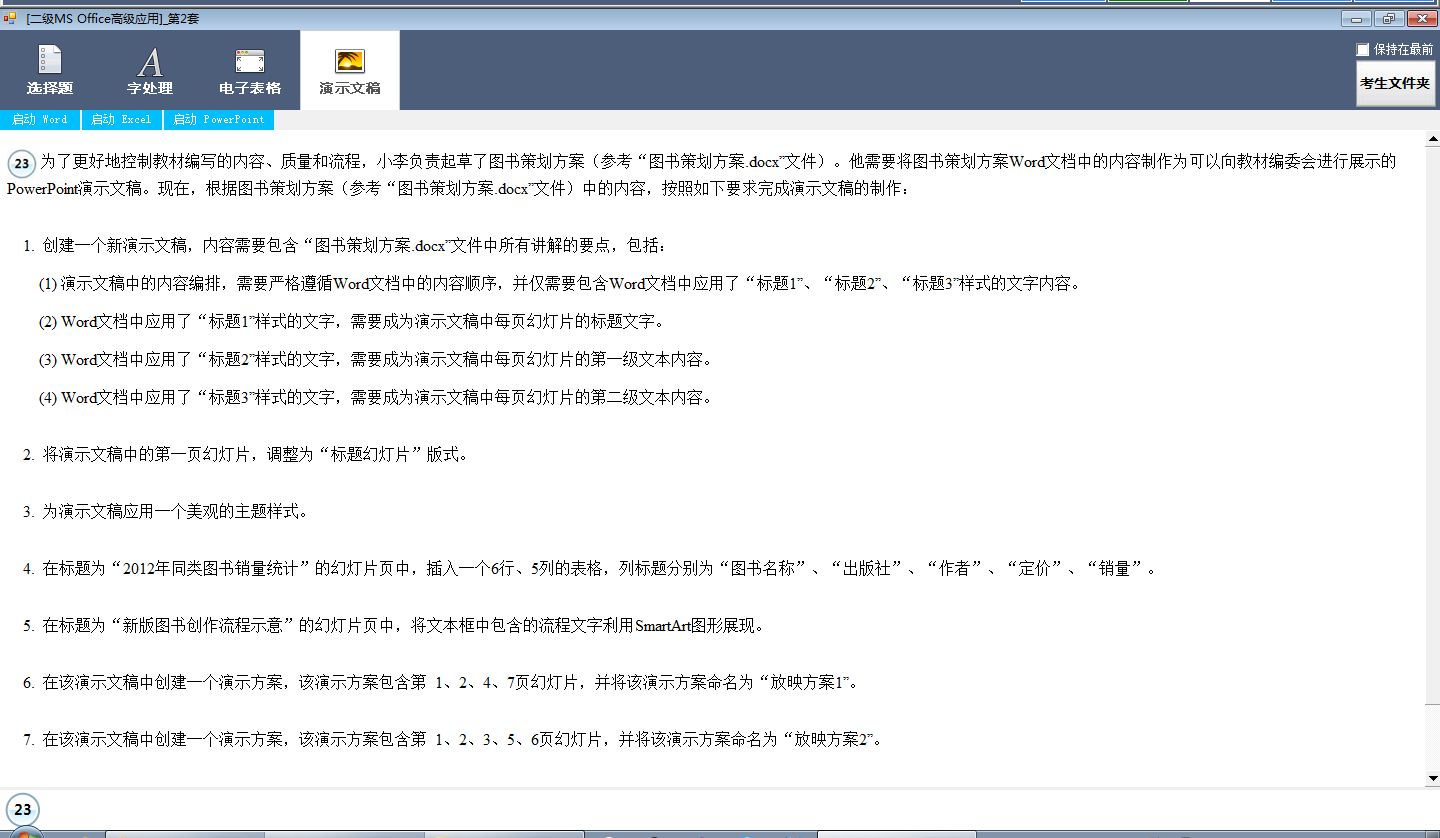 [二级MS Office高级应用]_第2套
选择题
字处理
电子表格
演示文稿
保持在最前
考生文件夹
启动 Word
启动 Excel
启动 PowerPoint
23 为了更好地控制教材编写的内容、质量和流程，小李负责起草了图书策划方案（参考“图书策划方案.docx”文件）。他需要将图书策划方案Word文档中的内容制作为可以向教材编委会进行展示的
PowerPoint演示文稿。现在，根据图书策划方案（参考“图书策划方案.docx”文件）中的内容，按照如下要求完成演示文稿的制作：
1. 创建一个新演示文稿，内容需要包含“图书策划方案.docx”文件中所有讲解的要点，包括：
(1) 演示文稿中的内容编排，需要严格遵循Word文档中的内容顺序，并仅需要包含Word文档中应用了“标题1”、“标题2”、“标题3”样式的文字内容。
(2) Word文档中应用了“标题1”样式的文字，需要成为演示文稿中每页幻灯片的标题文字。
(3) Word文档中应用了“标题2”样式的文字，需要成为演示文稿中每页幻灯片的第一级文本内容。
(4) Word文档中应用了“标题3”样式的文字，需要成为演示文稿中每页幻灯片的第二级文本内容。
2. 将演示文稿中的第一页幻灯片，调整为“标题幻灯片”版式。
3. 为演示文稿应用一个美观的主题样式。
4. 在标题为“2012年同类图书销量统计”的幻灯片页中，插入一个6行、5列的表格，列标题分别为“图书名称”、“出版社”、“作者”、“定价”、“销量”。
5. 在标题为“新版图书创作流程示意”的幻灯片页中，将文本框中包含的流程文字利用SmartArt图形展现。
6. 在该演示文稿中创建一个演示方案，该演示方案包含第 1、2、4、7页幻灯片，并将该演示方案命名为“放映方案1”。
7. 在该演示文稿中创建一个演示方案，该演示方案包含第 1、2、3、5、6页幻灯片，并将该演示方案命名为“放映方案2”。
23